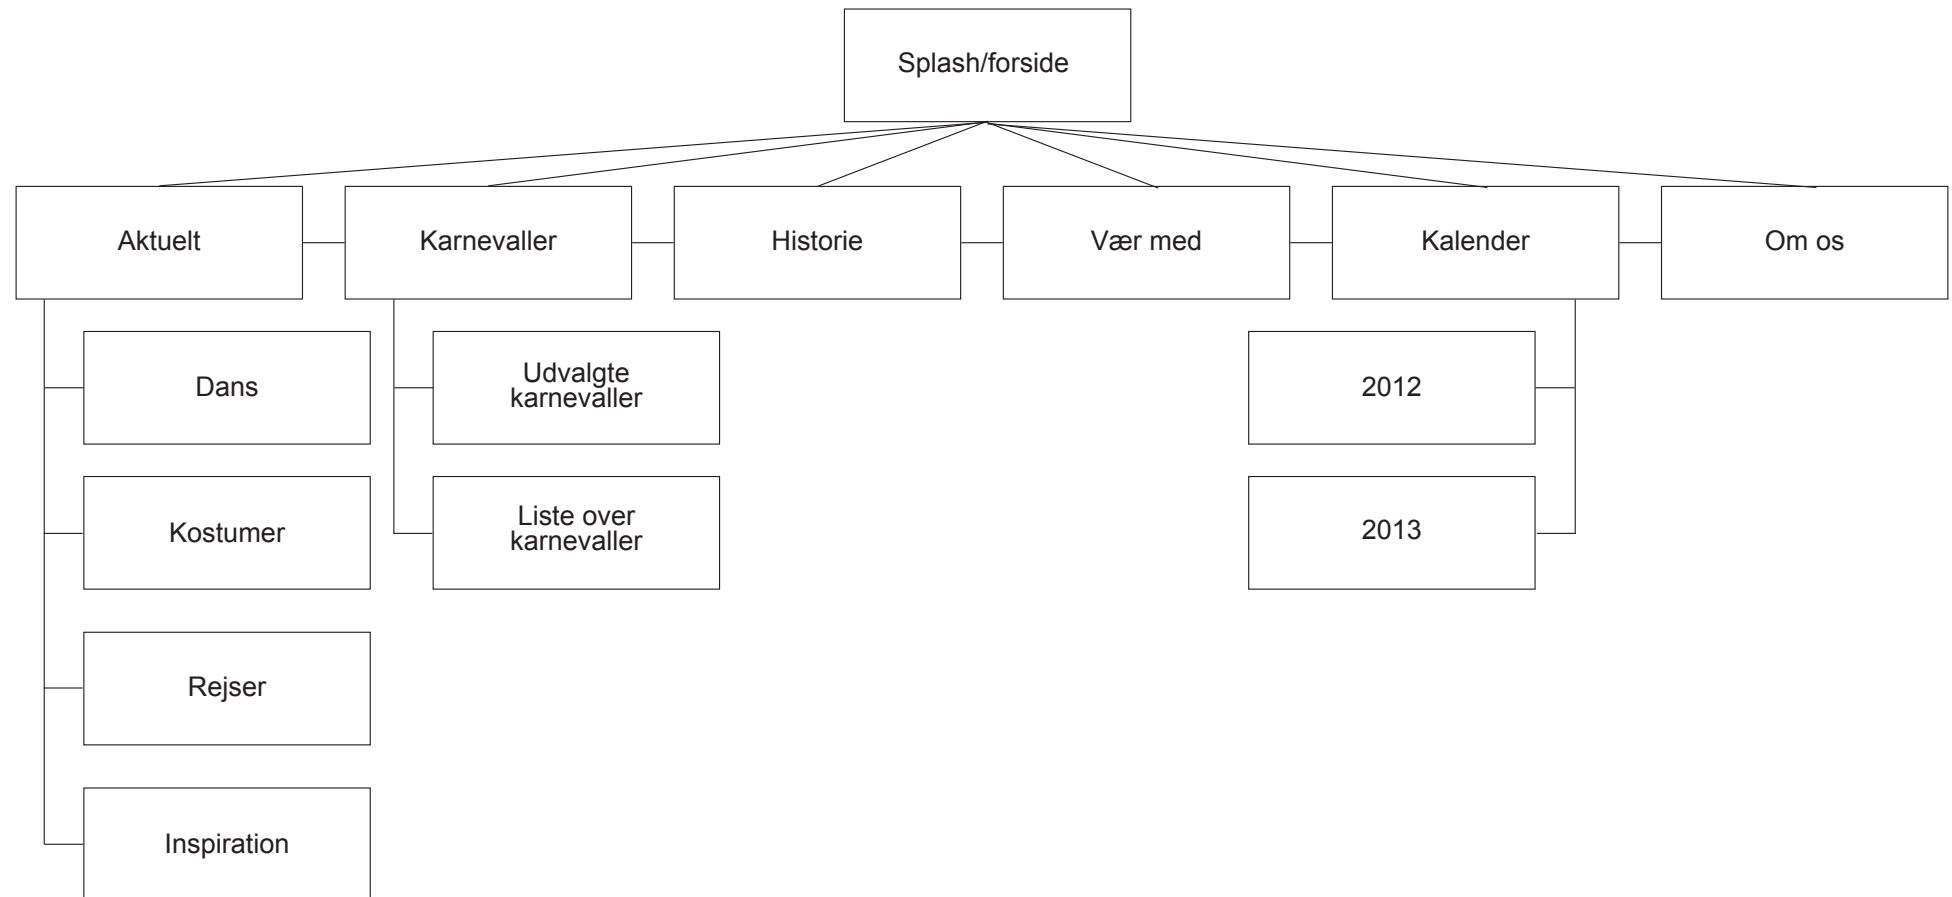 Splash/forside
Aktuelt
Karnevaller
Historie
Vær med
Kalender
Om os
Dans
Udvalgte
karnevaller
2012
Kostumer
Liste over
karnevaller
2013
Rejser
Inspiration